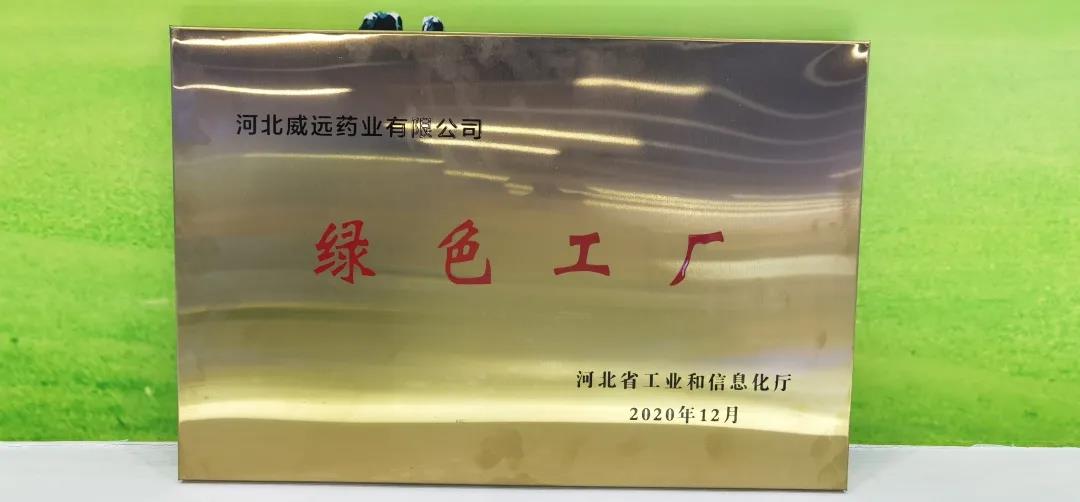 河北威远药业有限公司
绿色工厂
河北省工业和信息化厅
2020年12月